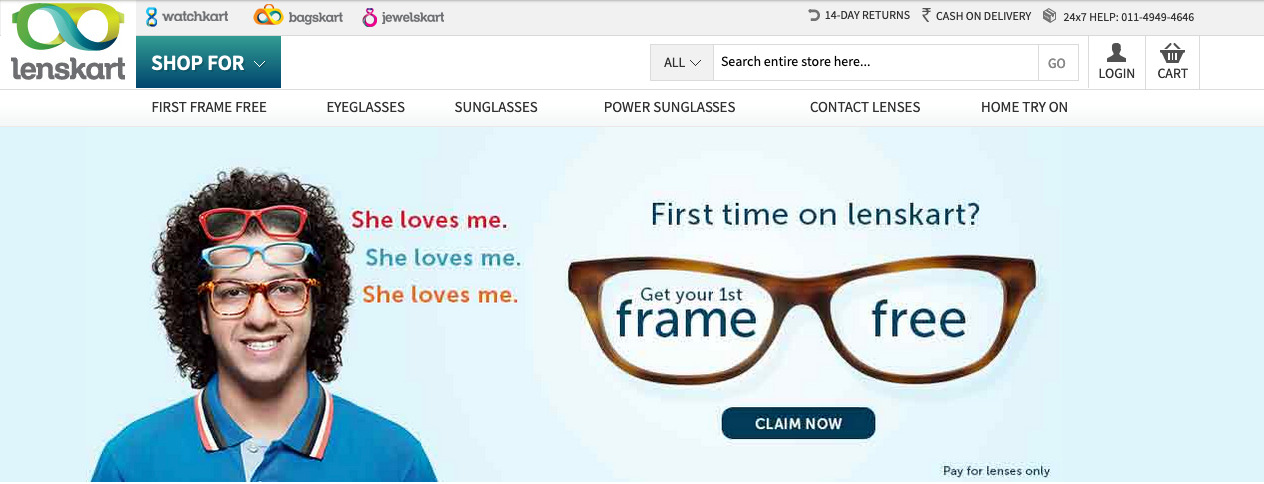 watchkart bagskart jewelskart 14-DAY RETURNS ₹ CASH ON DELIVERY 24x7 HELP: 011-4949-4646
lenskart
SHOP FOR ALL Search entire store here... GO LOGIN CART
FIRST FRAME FREE EYEGLASSES SUNGLASSES POWER SUNGLASSES CONTACT LENSES HOME TRY ON
She loves me.
She loves me.
She loves me.
First time on lenskart?
Get your 1st
frame free
CLAIM NOW
Pay for lenses only